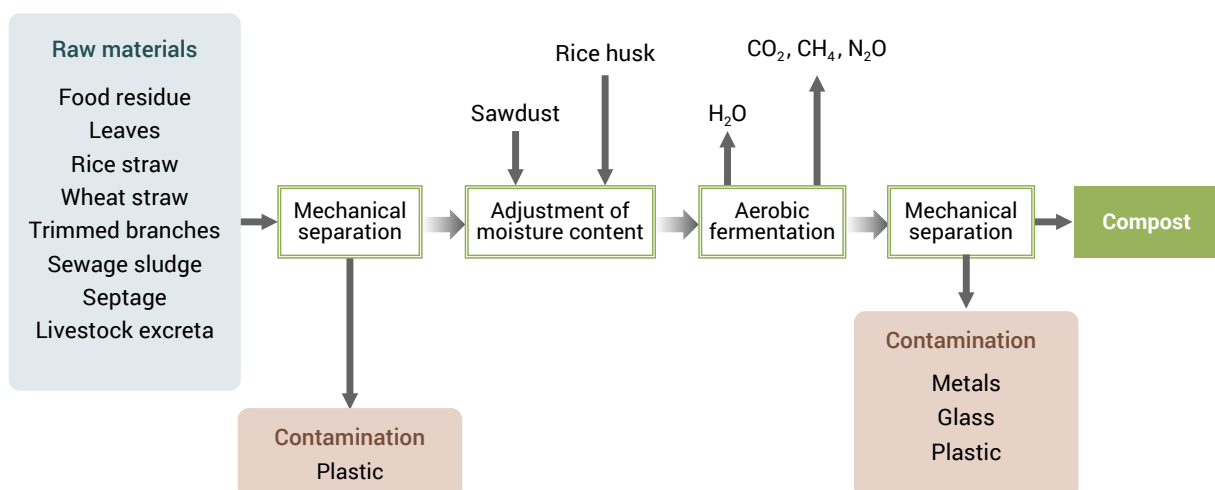 Raw materials
Food residue
Leaves
Rice straw
Wheat straw
Trimmed branches
Sewage sludge
Septage
Livestock excreta
Mechanical
separation
Contamination
Plastic
Sawdust
Rice husk
Adjustment of
moisture content
H₂O
CO₂, CH₄, N₂O
Aerobic
fermentation
Mechanical
separation
Contamination
Metals
Glass
Plastic
Compost